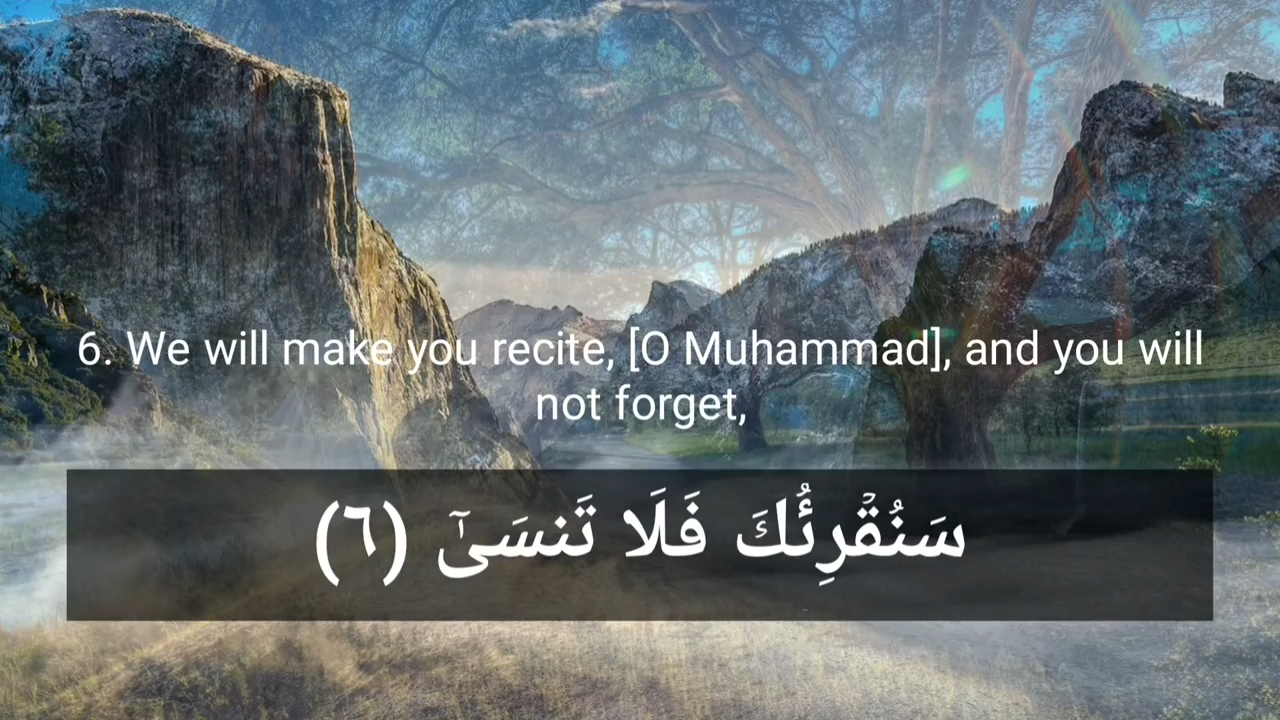 6. We will make you recite, [O Muhammad], and you will
not forget,
سَنُقْرِئُكَ فَلَا تَنسَىٰٓ (٦)